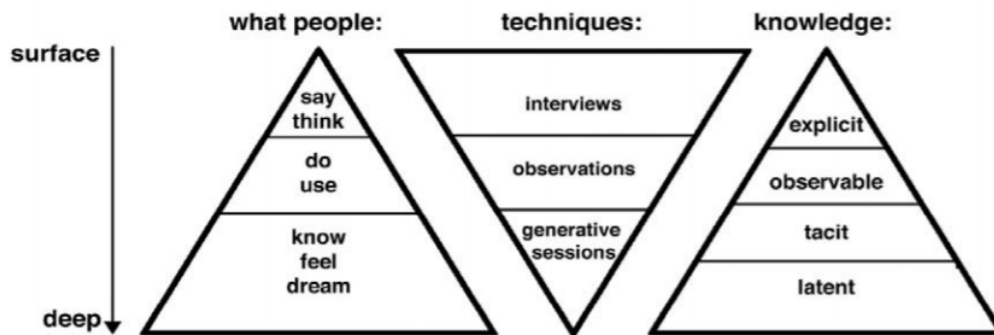 what people:
techniques:
knowledge:
surface
say
think
do
use
know
feel
dream
interviews
observations
generative
sessions
explicit
observable
tacit
latent
deep